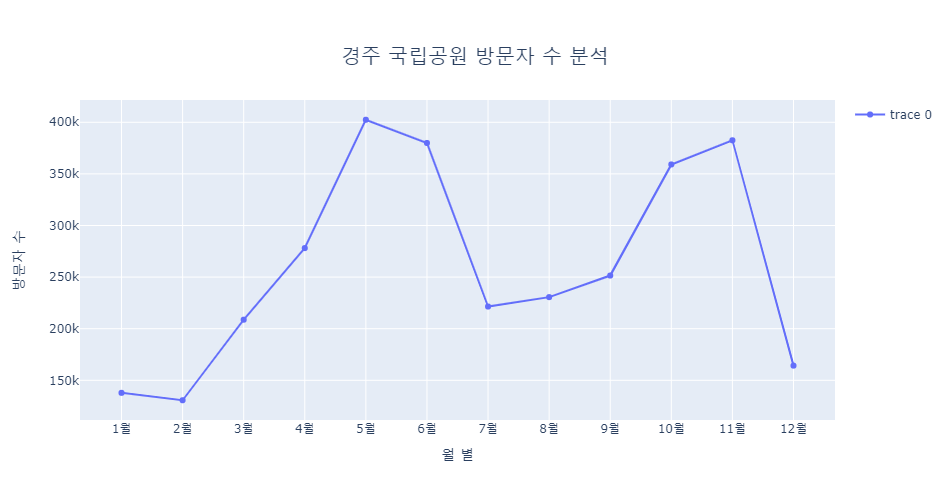 경주 국립공원 방문자 수 분석
trace 0
방문자 수
400k
350k
300k
250k
200k
150k
1월 2월 3월 4월 5월 6월 7월 8월 9월 10월 11월 12월
월 별